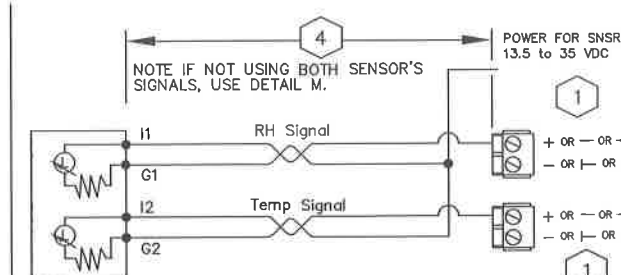 4
POWER FOR SNSR
13.5 to 35 VDC
NOTE IF NOT USING BOTH SENSOR'S
SIGNALS, USE DETAIL M.
1
I1
RH Signal
+ OR — OR
G1
− OR ⊢ OR
I2
Temp Signal
+ OR — OR
G2
− OR ⊢ OR
1